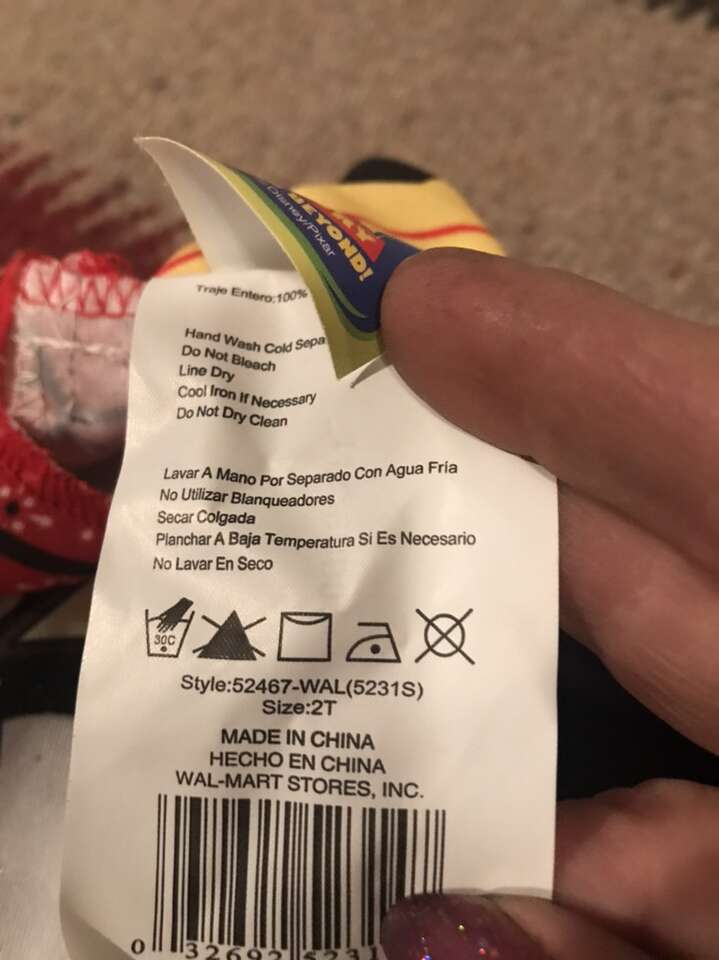 BEYOND!
Disney/Pixar
Traje Entero:100%
Hand Wash Cold Sepa
Do Not Bleach
Line Dry
Cool Iron If Necessary
Do Not Dry Clean
Lavar A Mano Por Separado Con Agua Fría
No Utilizar Blanqueadores
Secar Colgada
Planchar A Baja Temperatura Si Es Necesario
No Lavar En Seco
30C
Style:52467-WAL(5231S)
Size:2T
MADE IN CHINA
HECHO EN CHINA
WAL-MART STORES, INC.
0 32692 5231